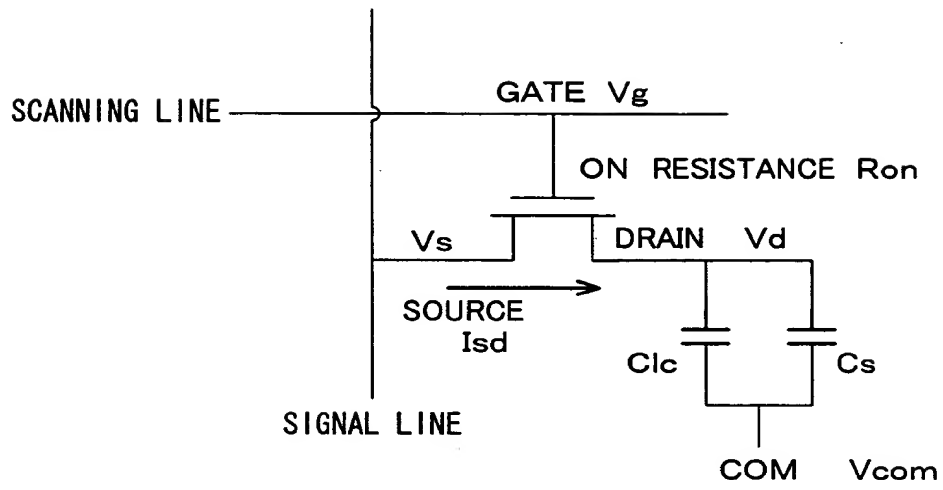 GATE Vg
SCANNING LINE
ON RESISTANCE Ron
Vs
DRAIN Vd
SOURCE
Isd
Clc
Cs
SIGNAL LINE
COM Vcom